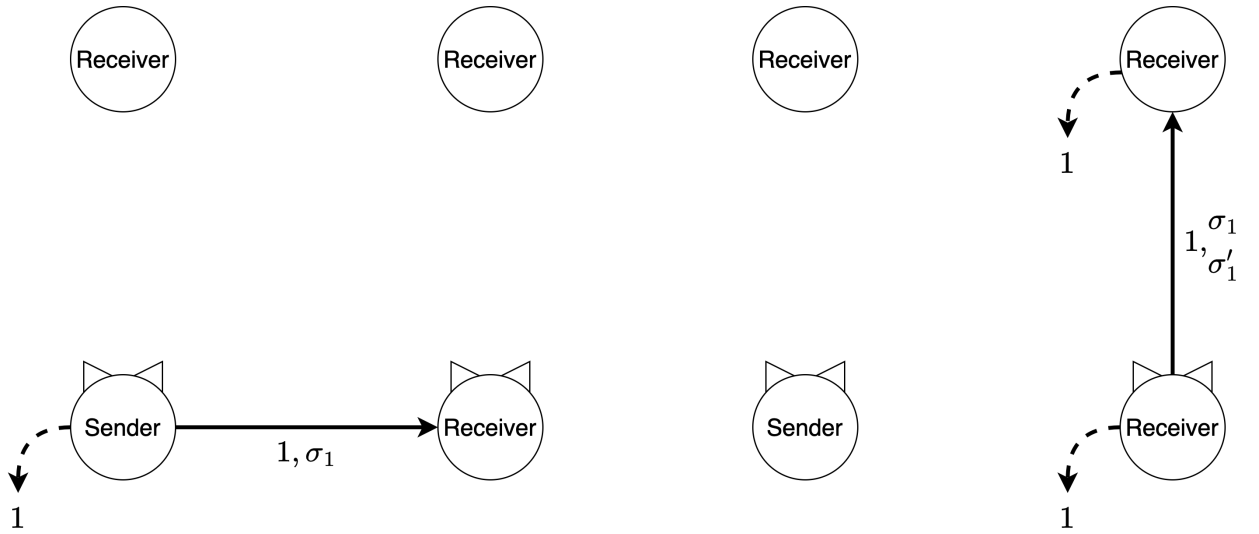 Receiver Receiver Receiver Receiver
1
1, σ₁ σ′₁
Sender Receiver Sender Receiver
1, σ₁
1 1